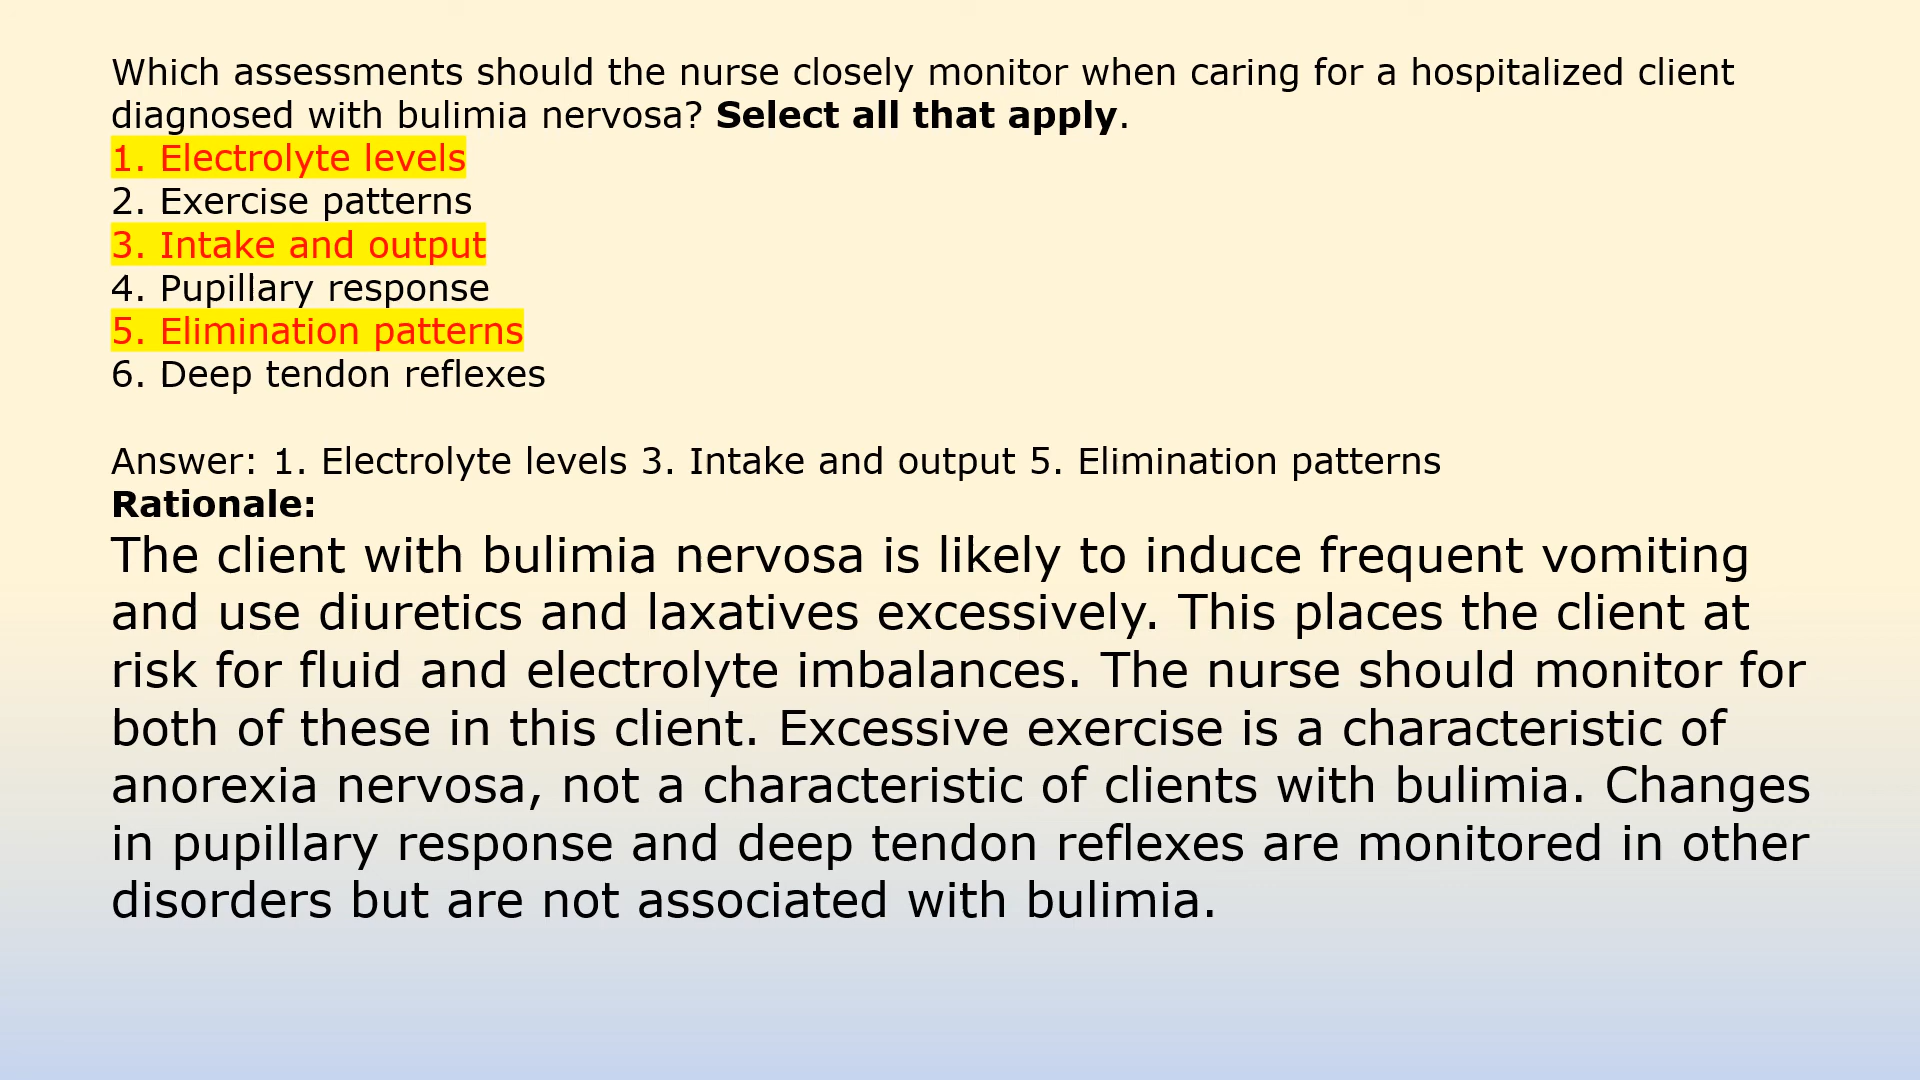 Which assessments should the nurse closely monitor when caring for a hospitalized client
diagnosed with bulimia nervosa? Select all that apply.
1. Electrolyte levels
2. Exercise patterns
3. Intake and output
4. Pupillary response
5. Elimination patterns
6. Deep tendon reflexes
Answer: 1. Electrolyte levels 3. Intake and output 5. Elimination patterns
Rationale:
The client with bulimia nervosa is likely to induce frequent vomiting
and use diuretics and laxatives excessively. This places the client at
risk for fluid and electrolyte imbalances. The nurse should monitor for
both of these in this client. Excessive exercise is a characteristic of
anorexia nervosa, not a characteristic of clients with bulimia. Changes
in pupillary response and deep tendon reflexes are monitored in other
disorders but are not associated with bulimia.